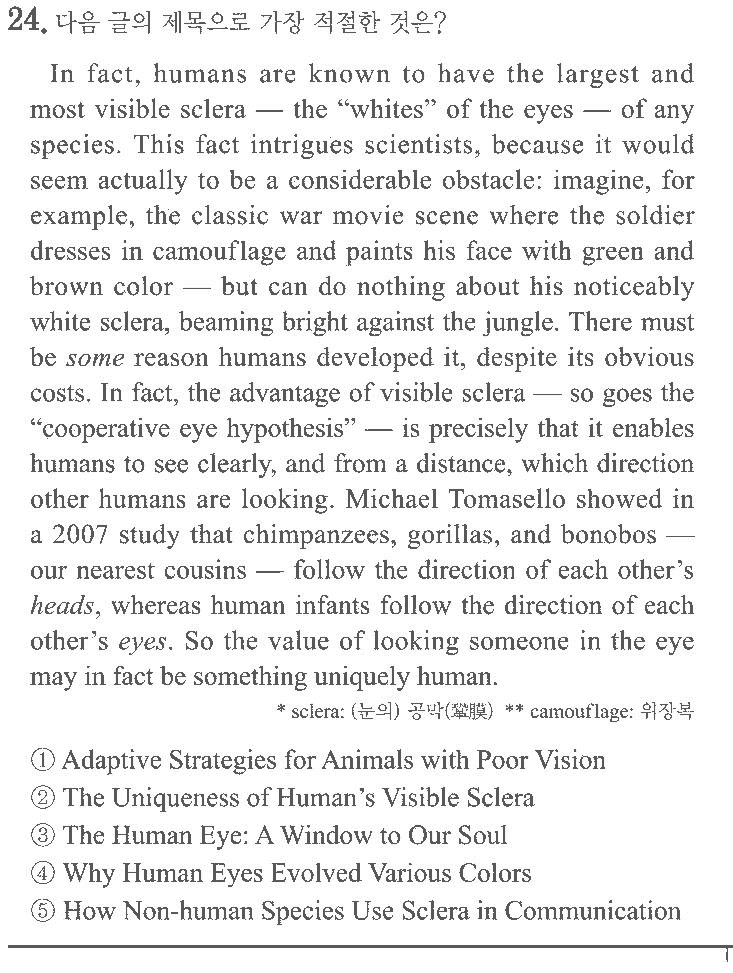 24. 다음 글의 제목으로 가장 적절한 것은?
In fact, humans are known to have the largest and
most visible sclera — the “whites” of the eyes — of any
species. This fact intrigues scientists, because it would
seem actually to be a considerable obstacle: imagine, for
example, the classic war movie scene where the soldier
dresses in camouflage and paints his face with green and
brown color — but can do nothing about his noticeably
white sclera, beaming bright against the jungle. There must
be some reason humans developed it, despite its obvious
costs. In fact, the advantage of visible sclera — so goes the
“cooperative eye hypothesis” — is precisely that it enables
humans to see clearly, and from a distance, which direction
other humans are looking. Michael Tomasello showed in
a 2007 study that chimpanzees, gorillas, and bonobos —
our nearest cousins — follow the direction of each other’s
heads, whereas human infants follow the direction of each
other’s eyes. So the value of looking someone in the eye
may in fact be something uniquely human.
* sclera: (눈의) 공막(鞏膜) ** camouflage: 위장복
① Adaptive Strategies for Animals with Poor Vision
② The Uniqueness of Human’s Visible Sclera
③ The Human Eye: A Window to Our Soul
④ Why Human Eyes Evolved Various Colors
⑤ How Non-human Species Use Sclera in Communication